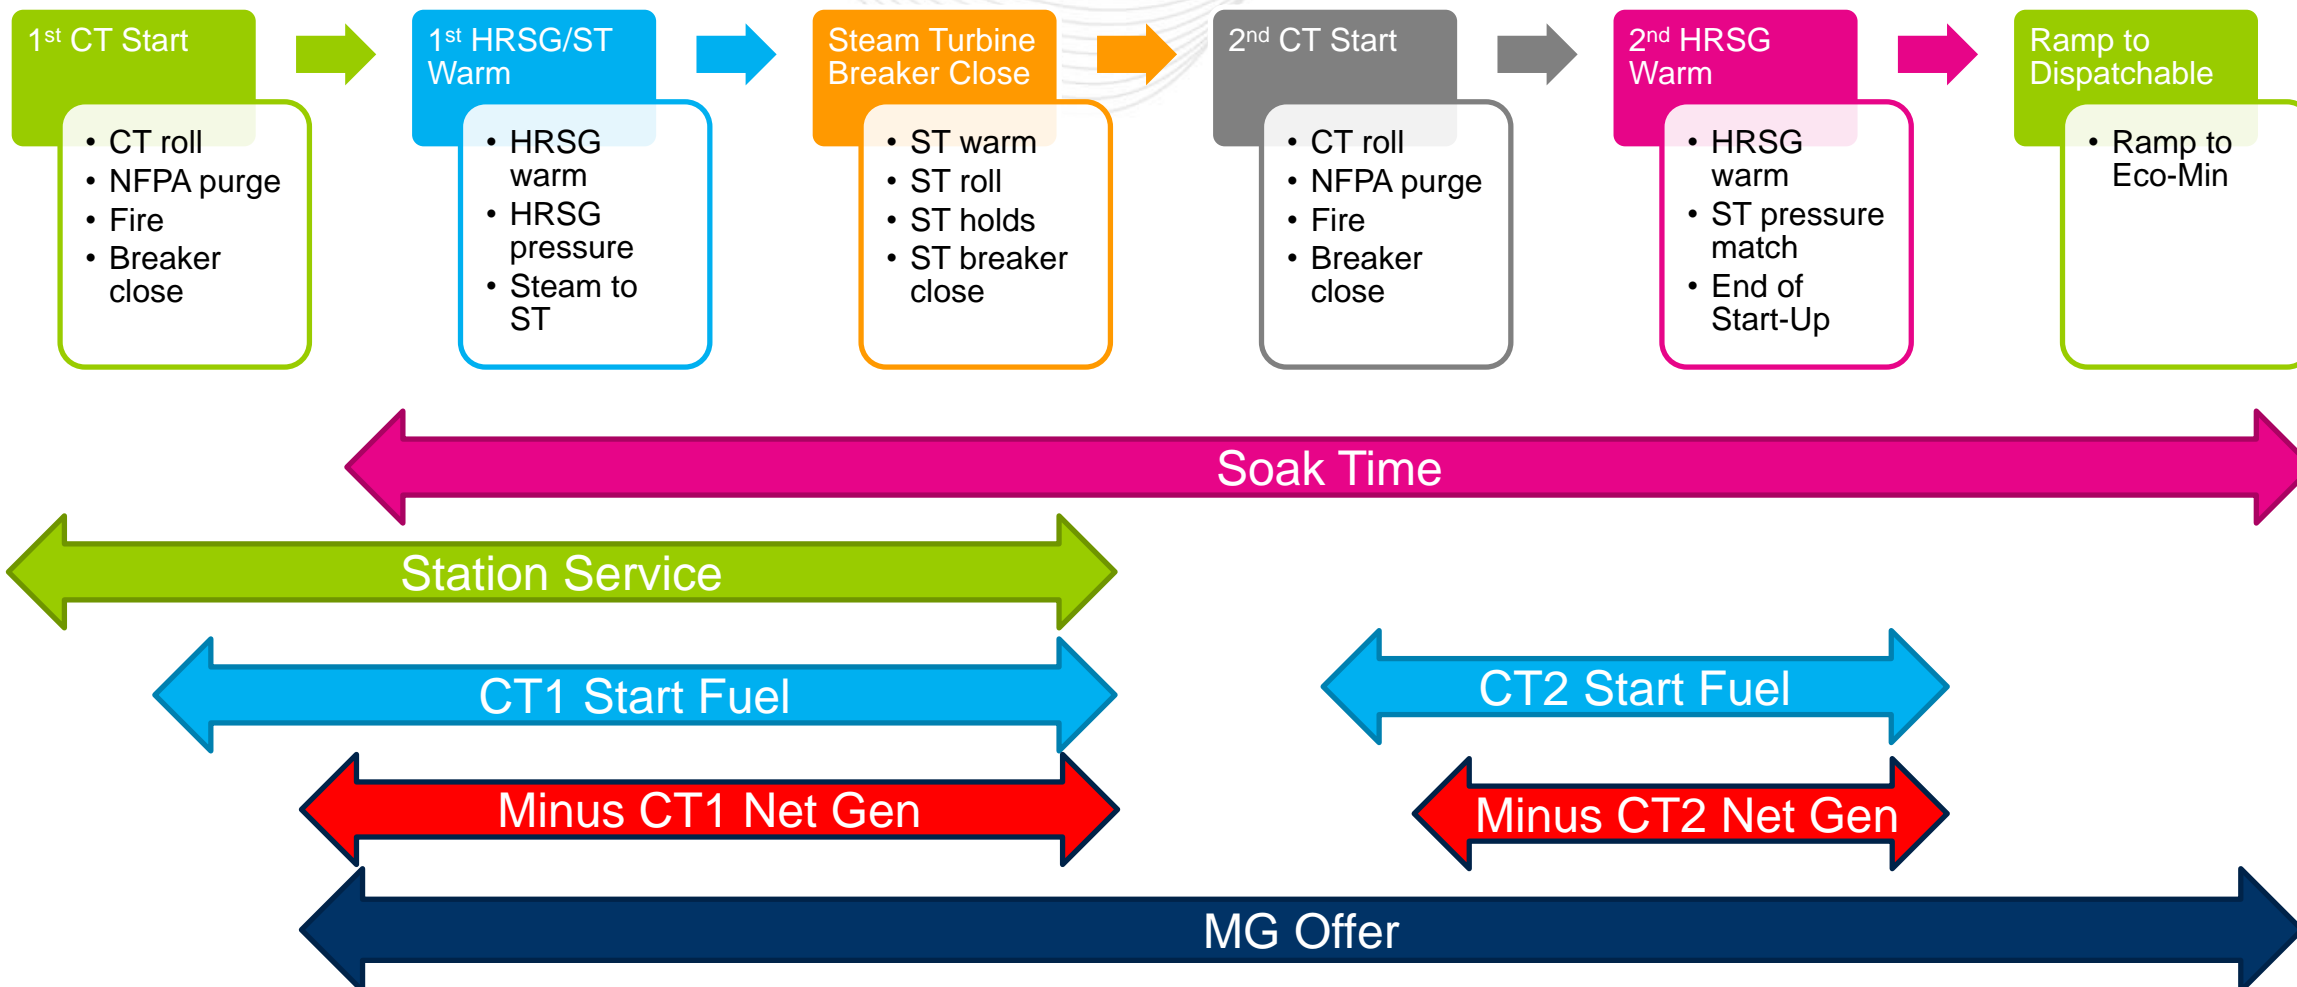 1st CT Start
• CT roll
• NFPA purge
• Fire
• Breaker
close
1st HRSG/ST
Warm
• HRSG
warm
• HRSG
pressure
• Steam to
ST
Steam Turbine
Breaker Close
• ST warm
• ST roll
• ST holds
• ST breaker
close
2nd CT Start
• CT roll
• NFPA purge
• Fire
• Breaker
close
2nd HRSG
Warm
• HRSG
warm
• ST pressure
match
• End of
Start-Up
Ramp to
Dispatchable
• Ramp to
Eco-Min
Soak Time
Station Service
CT1 Start Fuel
CT2 Start Fuel
Minus CT1 Net Gen
Minus CT2 Net Gen
MG Offer